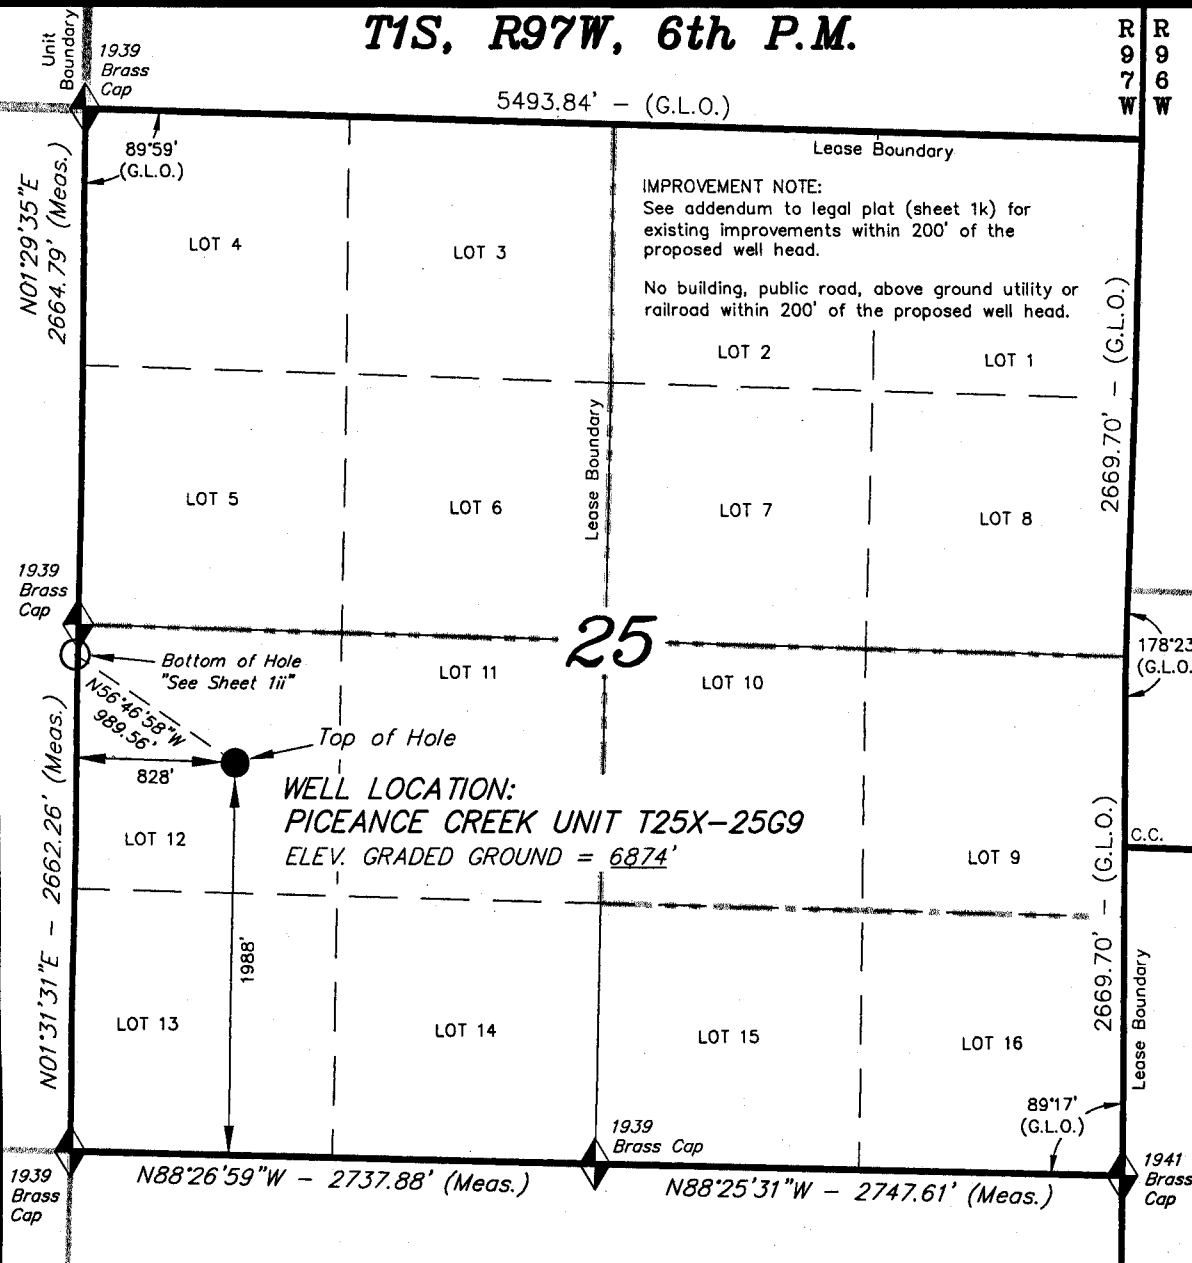 T1S, R97W, 6th P.M.
R R
9 9
7 6
W W
Unit
Boundary
1939
Brass
Cap
5493.84' - (G.L.O.)
89°59'
(G.L.O.)
Lease Boundary
N01°29'35"E
2664.79' (Meas.)
IMPROVEMENT NOTE:
See addendum to legal plat (sheet 1k) for
existing improvements within 200' of the
proposed well head.
No building, public road, above ground utility or
railroad within 200' of the proposed well head.
LOT 4
LOT 3
LOT 2
LOT 1
2669.70' - (G.L.O.)
Lease Boundary
LOT 5
LOT 6
LOT 7
LOT 8
1939
Brass
Cap
25
178°23
(G.L.O.
Bottom of Hole
"See Sheet 1ii"
LOT 11
LOT 10
N56°46'58"W
989.56'
Top of Hole
828'
WELL LOCATION:
PICEANCE CREEK UNIT T25X-25G9
ELEV. GRADED GROUND = 6874'
LOT 12
LOT 9
C.C.
N01°31'31"E - 2662.26' (Meas.)
1988'
2669.70' - (G.L.O.)
Lease Boundary
LOT 13
LOT 14
LOT 15
LOT 16
89°17'
(G.L.O.)
1939
Brass Cap
1939
Brass
Cap
N88°26'59"W - 2737.88' (Meas.)
N88°25'31"W - 2747.61' (Meas.)
1941
Brass
Cap